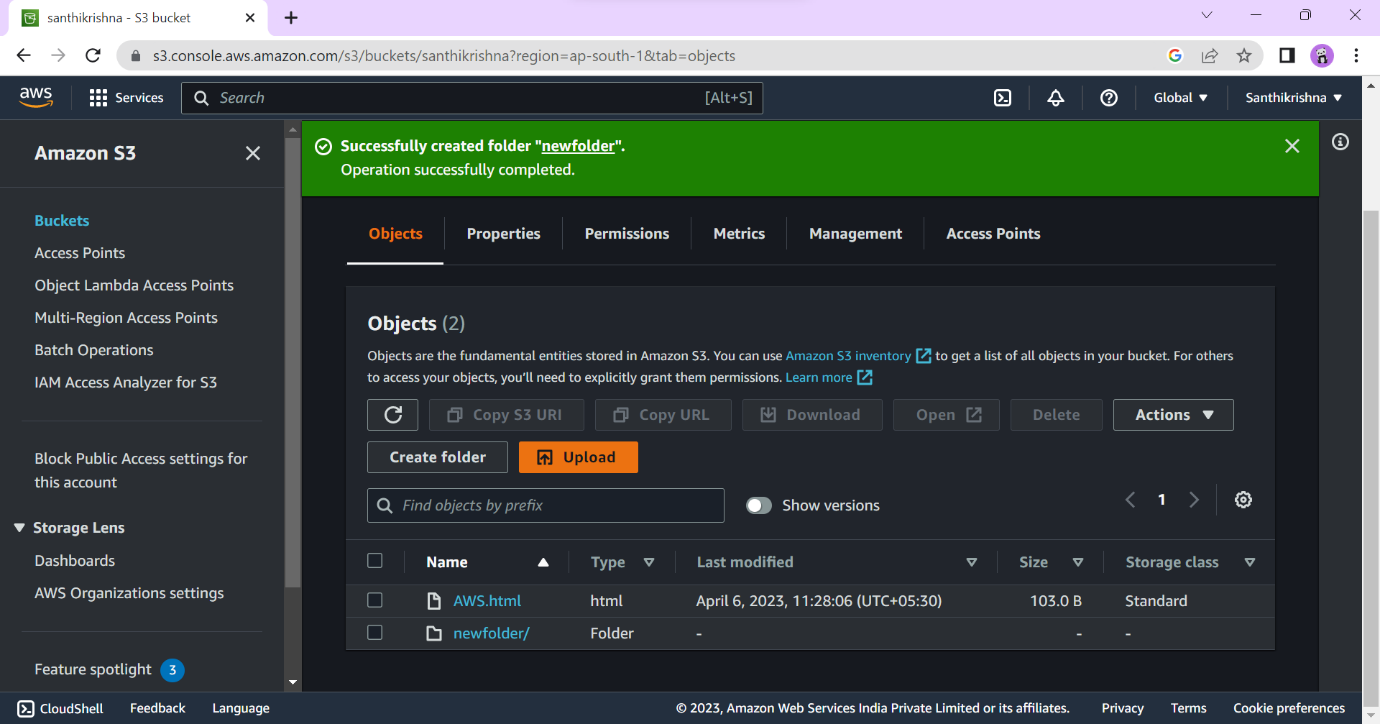 santhikrishna - S3 bucket
s3.console.aws.amazon.com/s3/buckets/santhikrishna?region=ap-south-1&tab=objects
aws
Services
Search
[Alt+S]
Global
Santhikrishna
Amazon S3
Buckets
Access Points
Object Lambda Access Points
Multi-Region Access Points
Batch Operations
IAM Access Analyzer for S3
Block Public Access settings for
this account
Storage Lens
Dashboards
AWS Organizations settings
Feature spotlight 3
Successfully created folder "newfolder".
Operation successfully completed.
Objects Properties Permissions Metrics Management Access Points
Objects (2)
Objects are the fundamental entities stored in Amazon S3. You can use Amazon S3 inventory to get a list of all objects in your bucket. For others
to access your objects, you'll need to explicitly grant them permissions. Learn more
Copy S3 URI Copy URL Download Open Delete Actions
Create folder Upload
Find objects by prefix Show versions 1
Name Type Last modified Size Storage class
AWS.html html April 6, 2023, 11:28:06 (UTC+05:30) 103.0 B Standard
newfolder/ Folder - - -
CloudShell Feedback Language © 2023, Amazon Web Services India Private Limited or its affiliates. Privacy Terms Cookie preferences